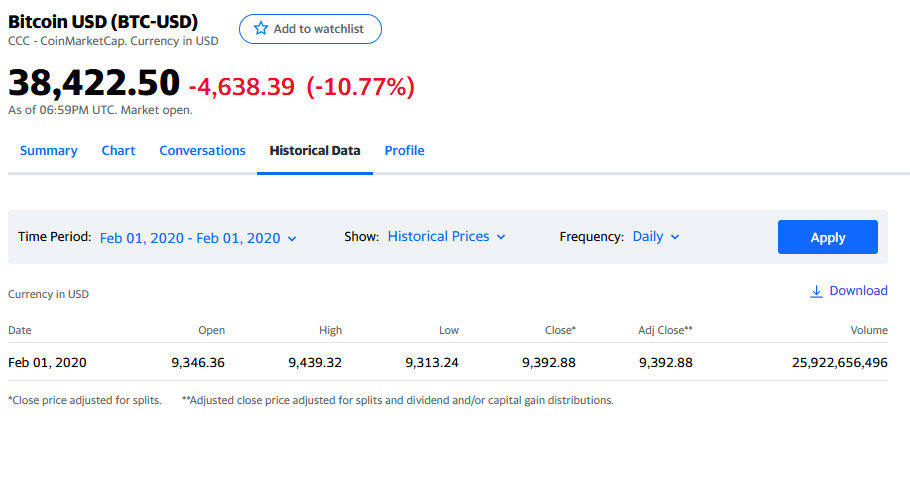 Bitcoin USD (BTC-USD)
Add to watchlist
CCC - CoinMarketCap. Currency in USD
38,422.50 -4,638.39 (-10.77%)
As of 06:59PM UTC. Market open.
Summary Chart Conversations Historical Data Profile
Time Period: Feb 01, 2020 - Feb 01, 2020 Show: Historical Prices Frequency: Daily Apply
Currency in USD Download
Date Open High Low Close* Adj Close** Volume
Feb 01, 2020 9,346.36 9,439.32 9,313.24 9,392.88 9,392.88 25,922,656,496
*Close price adjusted for splits. **Adjusted close price adjusted for splits and dividend and/or capital gain distributions.